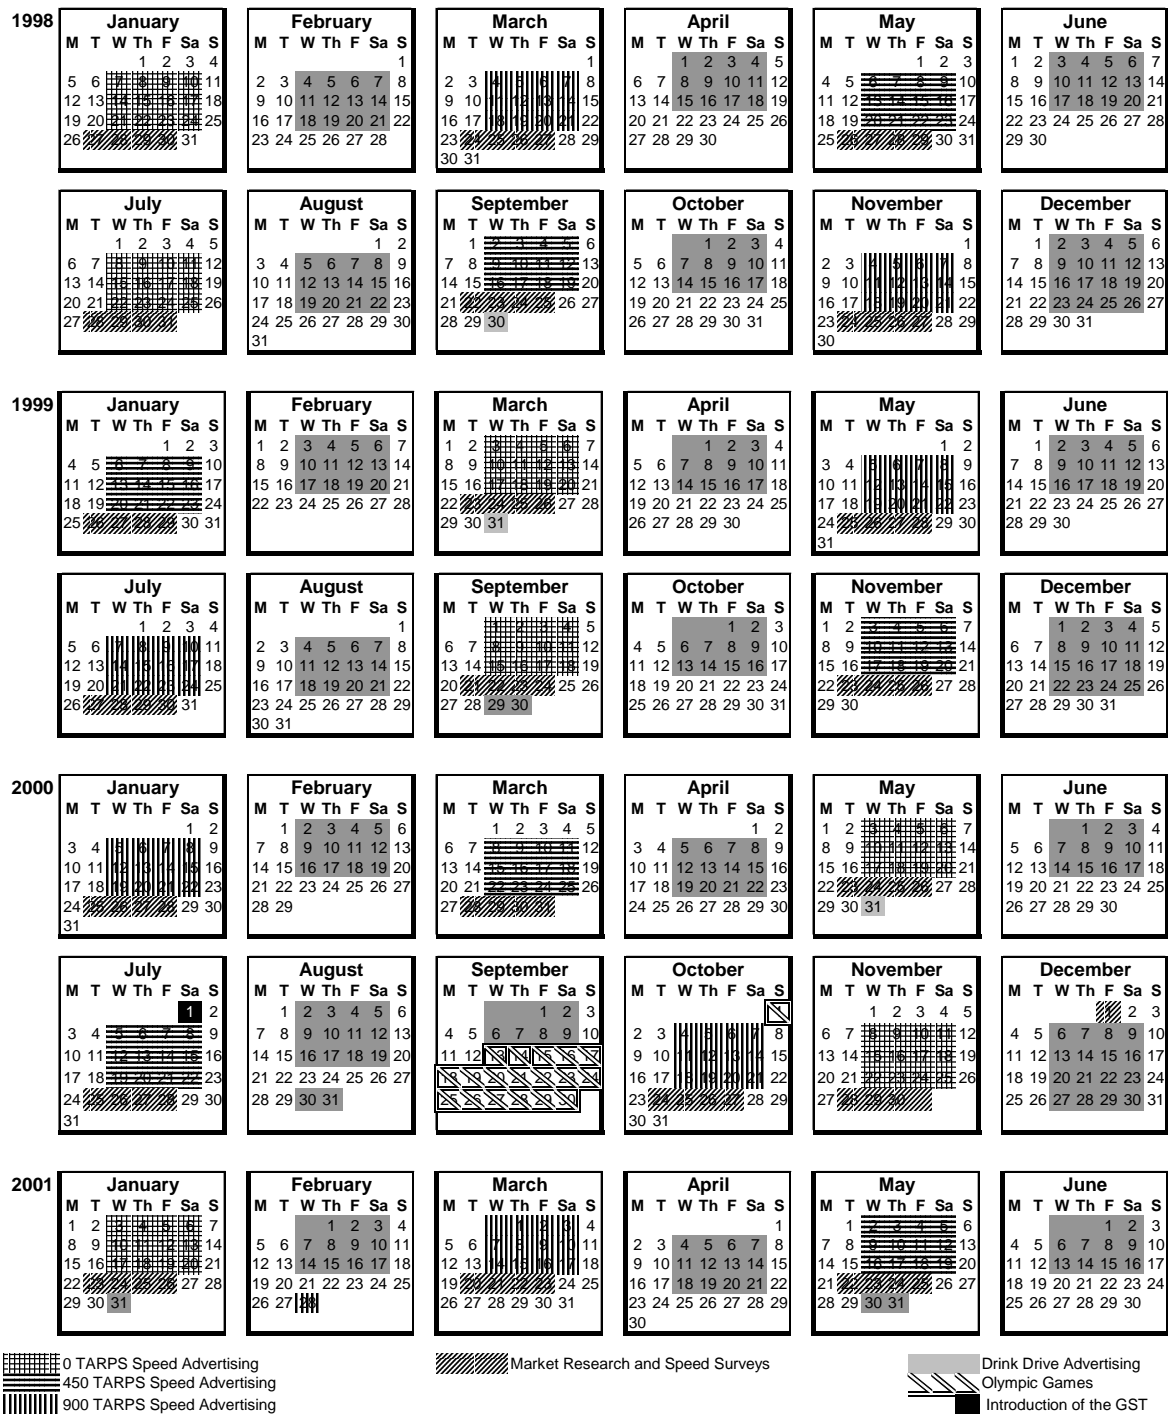 1998
January
M T W Th F Sa S
1 2 3 4
5 6 7 8 9 10 11
12 13 14 15 16 17 18
19 20 21 22 23 24 25
26 27 28 29 30 31
February
M T W Th F Sa S
1
2 3 4 5 6 7 8
9 10 11 12 13 14 15
16 17 18 19 20 21 22
23 24 25 26 27 28
March
M T W Th F Sa S
1
2 3 4 5 6 7 8
9 10 11 12 13 14 15
16 17 18 19 20 21 22
23 24 25 26 27 28 29
30 31
April
M T W Th F Sa S
1 2 3 4 5
6 7 8 9 10 11 12
13 14 15 16 17 18 19
20 21 22 23 24 25 26
27 28 29 30
May
M T W Th F Sa S
1 2 3
4 5 6 7 8 9 10
11 12 13 14 15 16 17
18 19 20 21 22 23 24
25 26 27 28 29 30 31
June
M T W Th F Sa S
1 2 3 4 5 6 7
8 9 10 11 12 13 14
15 16 17 18 19 20 21
22 23 24 25 26 27 28
29 30
July
M T W Th F Sa S
1 2 3 4 5
6 7 8 9 10 11 12
13 14 15 16 17 18 19
20 21 22 23 24 25 26
27 28 29 30 31
August
M T W Th F Sa S
1 2
3 4 5 6 7 8 9
10 11 12 13 14 15 16
17 18 19 20 21 22 23
24 25 26 27 28 29 30
31
September
M T W Th F Sa S
1 2 3 4 5 6
7 8 9 10 11 12 13
14 15 16 17 18 19 20
21 22 23 24 25 26 27
28 29 30
October
M T W Th F Sa S
1 2 3 4
5 6 7 8 9 10 11
12 13 14 15 16 17 18
19 20 21 22 23 24 25
26 27 28 29 30 31
November
M T W Th F Sa S
1
2 3 4 5 6 7 8
9 10 11 12 13 14 15
16 17 18 19 20 21 22
23 24 25 26 27 28 29
30
December
M T W Th F Sa S
1 2 3 4 5 6
7 8 9 10 11 12 13
14 15 16 17 18 19 20
21 22 23 24 25 26 27
28 29 30 31
1999
January
M T W Th F Sa S
1 2 3
4 5 6 7 8 9 10
11 12 13 14 15 16 17
18 19 20 21 22 23 24
25 26 27 28 29 30 31
February
M T W Th F Sa S
1 2 3 4 5 6 7
8 9 10 11 12 13 14
15 16 17 18 19 20 21
22 23 24 25 26 27 28
March
M T W Th F Sa S
1 2 3 4 5 6 7
8 9 10 11 12 13 14
15 16 17 18 19 20 21
22 23 24 25 26 27 28
29 30 31
April
M T W Th F Sa S
1 2 3 4
5 6 7 8 9 10 11
12 13 14 15 16 17 18
19 20 21 22 23 24 25
26 27 28 29 30
May
M T W Th F Sa S
1 2
3 4 5 6 7 8 9
10 11 12 13 14 15 16
17 18 19 20 21 22 23
24 25 26 27 28 29 30
31
June
M T W Th F Sa S
1 2 3 4 5 6
7 8 9 10 11 12 13
14 15 16 17 18 19 20
21 22 23 24 25 26 27
28 29 30
July
M T W Th F Sa S
1 2 3 4
5 6 7 8 9 10 11
12 13 14 15 16 17 18
19 20 21 22 23 24 25
26 27 28 29 30 31
August
M T W Th F Sa S
1
2 3 4 5 6 7 8
9 10 11 12 13 14 15
16 17 18 19 20 21 22
23 24 25 26 27 28 29
30 31
September
M T W Th F Sa S
1 2 3 4 5
6 7 8 9 10 11 12
13 14 15 16 17 18 19
20 21 22 23 24 25 26
27 28 29 30
October
M T W Th F Sa S
1 2 3
4 5 6 7 8 9 10
11 12 13 14 15 16 17
18 19 20 21 22 23 24
25 26 27 28 29 30 31
November
M T W Th F Sa S
1 2 3 4 5 6 7
8 9 10 11 12 13 14
15 16 17 18 19 20 21
22 23 24 25 26 27 28
29 30
December
M T W Th F Sa S
1 2 3 4 5
6 7 8 9 10 11 12
13 14 15 16 17 18 19
20 21 22 23 24 25 26
27 28 29 30 31
2000
January
M T W Th F Sa S
1 2
3 4 5 6 7 8 9
10 11 12 13 14 15 16
17 18 19 20 21 22 23
24 25 26 27 28 29 30
31
February
M T W Th F Sa S
1 2 3 4 5 6
7 8 9 10 11 12 13
14 15 16 17 18 19 20
21 22 23 24 25 26 27
28 29
March
M T W Th F Sa S
1 2 3 4 5
6 7 8 9 10 11 12
13 14 15 16 17 18 19
20 21 22 23 24 25 26
27 28 29 30 31
April
M T W Th F Sa S
1 2
3 4 5 6 7 8 9
10 11 12 13 14 15 16
17 18 19 20 21 22 23
24 25 26 27 28 29 30
May
M T W Th F Sa S
1 2 3 4 5 6 7
8 9 10 11 12 13 14
15 16 17 18 19 20 21
22 23 24 25 26 27 28
29 30 31
June
M T W Th F Sa S
1 2 3 4
5 6 7 8 9 10 11
12 13 14 15 16 17 18
19 20 21 22 23 24 25
26 27 28 29 30
July
M T W Th F Sa S
1 2
3 4 5 6 7 8 9
10 11 12 13 14 15 16
17 18 19 20 21 22 23
24 25 26 27 28 29 30
31
August
M T W Th F Sa S
1 2 3 4 5 6
7 8 9 10 11 12 13
14 15 16 17 18 19 20
21 22 23 24 25 26 27
28 29 30 31
September
M T W Th F Sa S
1 2 3
4 5 6 7 8 9 10
11 12 13 14 15 16 17
18 19 20 21 22 23 24
25 26 27 28 29 30
October
M T W Th F Sa S
1
2 3 4 5 6 7 8
9 10 11 12 13 14 15
16 17 18 19 20 21 22
23 24 25 26 27 28 29
30 31
November
M T W Th F Sa S
1 2 3 4 5
6 7 8 9 10 11 12
13 14 15 16 17 18 19
20 21 22 23 24 25 26
27 28 29 30
December
M T W Th F Sa S
1 2 3
4 5 6 7 8 9 10
11 12 13 14 15 16 17
18 19 20 21 22 23 24
25 26 27 28 29 30 31
2001
January
M T W Th F Sa S
1 2 3 4 5 6 7
8 9 10 11 12 13 14
15 16 17 18 19 20 21
22 23 24 25 26 27 28
29 30 31
February
M T W Th F Sa S
1 2 3 4
5 6 7 8 9 10 11
12 13 14 15 16 17 18
19 20 21 22 23 24 25
26 27 28
March
M T W Th F Sa S
1 2 3 4
5 6 7 8 9 10 11
12 13 14 15 16 17 18
19 20 21 22 23 24 25
26 27 28 29 30 31
April
M T W Th F Sa S
1
2 3 4 5 6 7 8
9 10 11 12 13 14 15
16 17 18 19 20 21 22
23 24 25 26 27 28 29
30
May
M T W Th F Sa S
1 2 3 4 5 6
7 8 9 10 11 12 13
14 15 16 17 18 19 20
21 22 23 24 25 26 27
28 29 30 31
June
M T W Th F Sa S
1 2 3
4 5 6 7 8 9 10
11 12 13 14 15 16 17
18 19 20 21 22 23 24
25 26 27 28 29 30
0 TARPS Speed Advertising
450 TARPS Speed Advertising
900 TARPS Speed Advertising
Market Research and Speed Surveys
Drink Drive Advertising
Olympic Games
Introduction of the GST